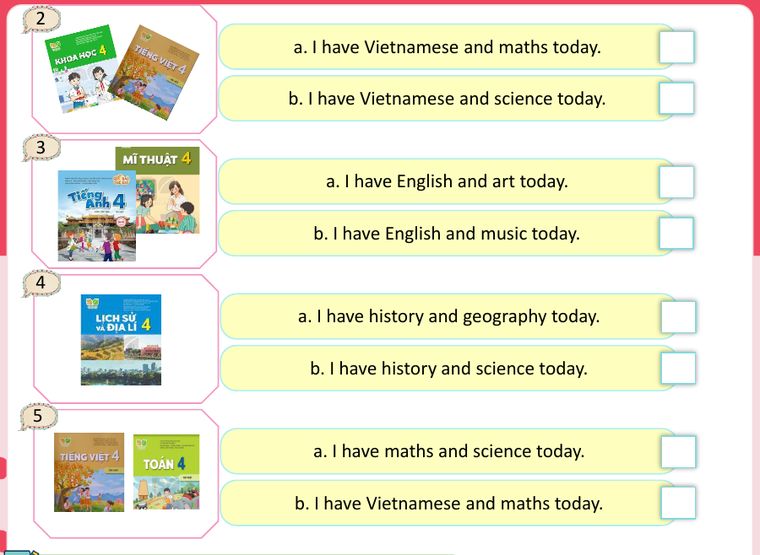 2
KHOA HỌC 4
TIẾNG VIỆT 4
a. I have Vietnamese and maths today.
b. I have Vietnamese and science today.
3
MĨ THUẬT 4
Tiếng
Anh 4
a. I have English and art today.
b. I have English and music today.
4
LỊCH SỬ
VÀ ĐỊA LÍ 4
a. I have history and geography today.
b. I have history and science today.
5
TIẾNG VIỆT 4
TOÁN 4
a. I have maths and science today.
b. I have Vietnamese and maths today.